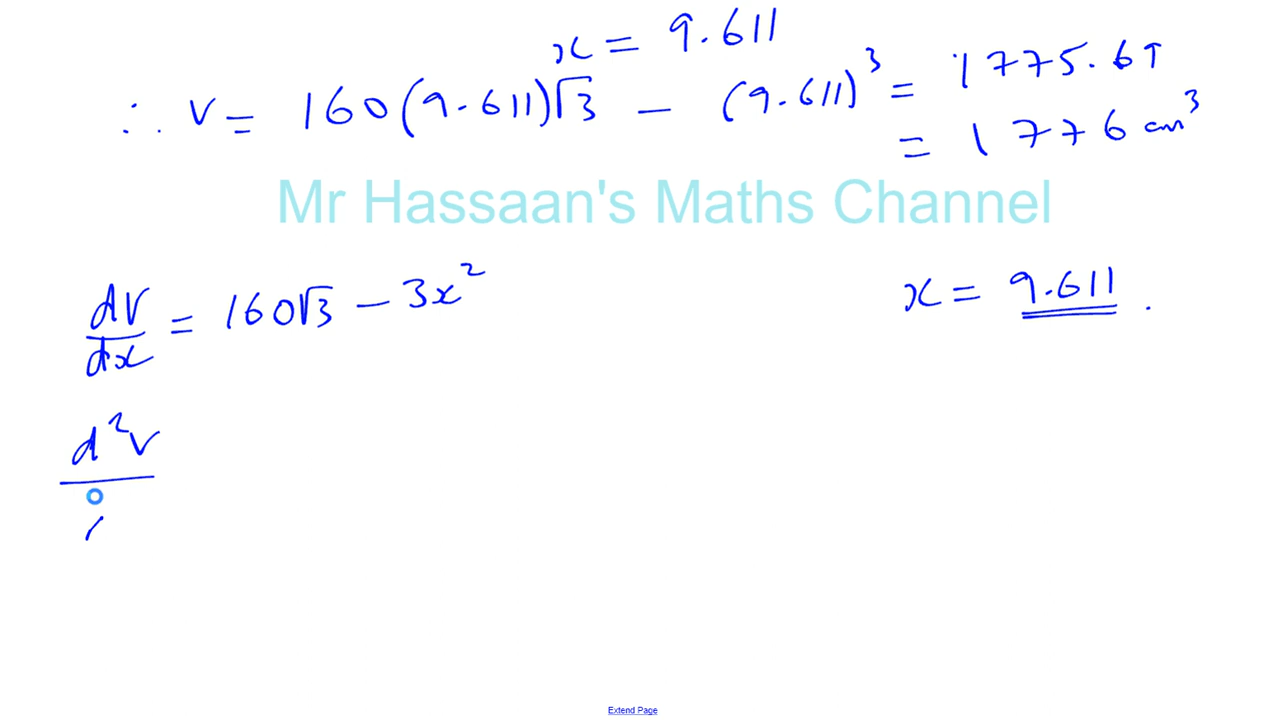 x = 9.611
∴ V = 160(9.611)√3 − (9.611)³ = 1775.61
= 1776 cm³
Mr Hassaan's Maths Channel
dV/dx = 160√3 − 3x²
x = 9.611
d²V
Extend Page